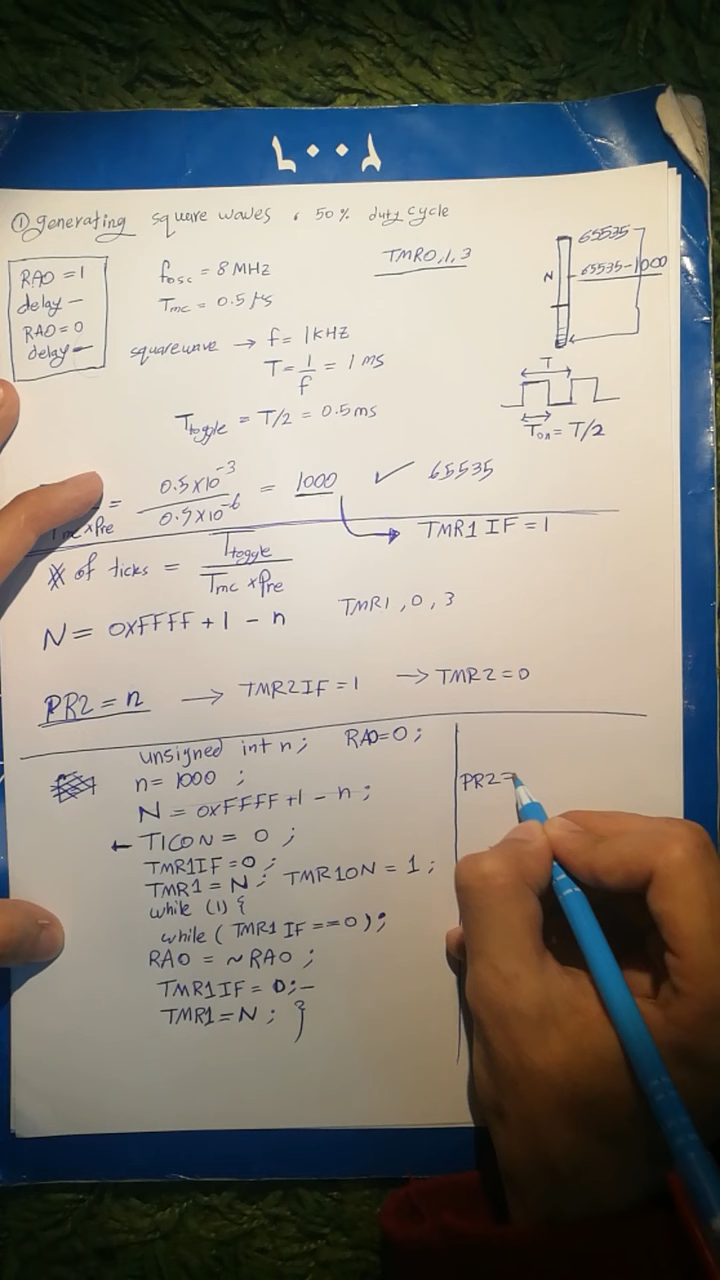 ① generating square waves, 50% duty cycle
RA0 = 1
delay —
RA0 = 0
delay —
fosc = 8 MHZ
Tmc = 0.5 µs
TMR0,1,3
65535
N 65535-1000
squarewave → f = 1KHZ
T = 1/f = 1 ms
T
Ton = T/2
Ttoggle = T/2 = 0.5ms
= 0.5x10^-3 / 0.5x10^-6 = 1000 ✓ 65535
Tmc xPre
→ TMR1 IF = 1
# of ticks = Ttoggle / Tmc xPre
N = 0xFFFF + 1 - n TMR1, 0, 3
PR2 = n → TMR2IF = 1 → TMR2 = 0
unsigned int n; RA0=0;
n = 1000 ;
N = 0xFFFF +1 - n;
T1CON = 0 ;
TMR1IF = 0;
TMR1 = N; TMR1ON = 1;
while (1) {
while ( TMR1 IF == 0 );
RA0 = ~ RA0 ;
TMR1IF = 0; —
TMR1 = N ; }
PR2=